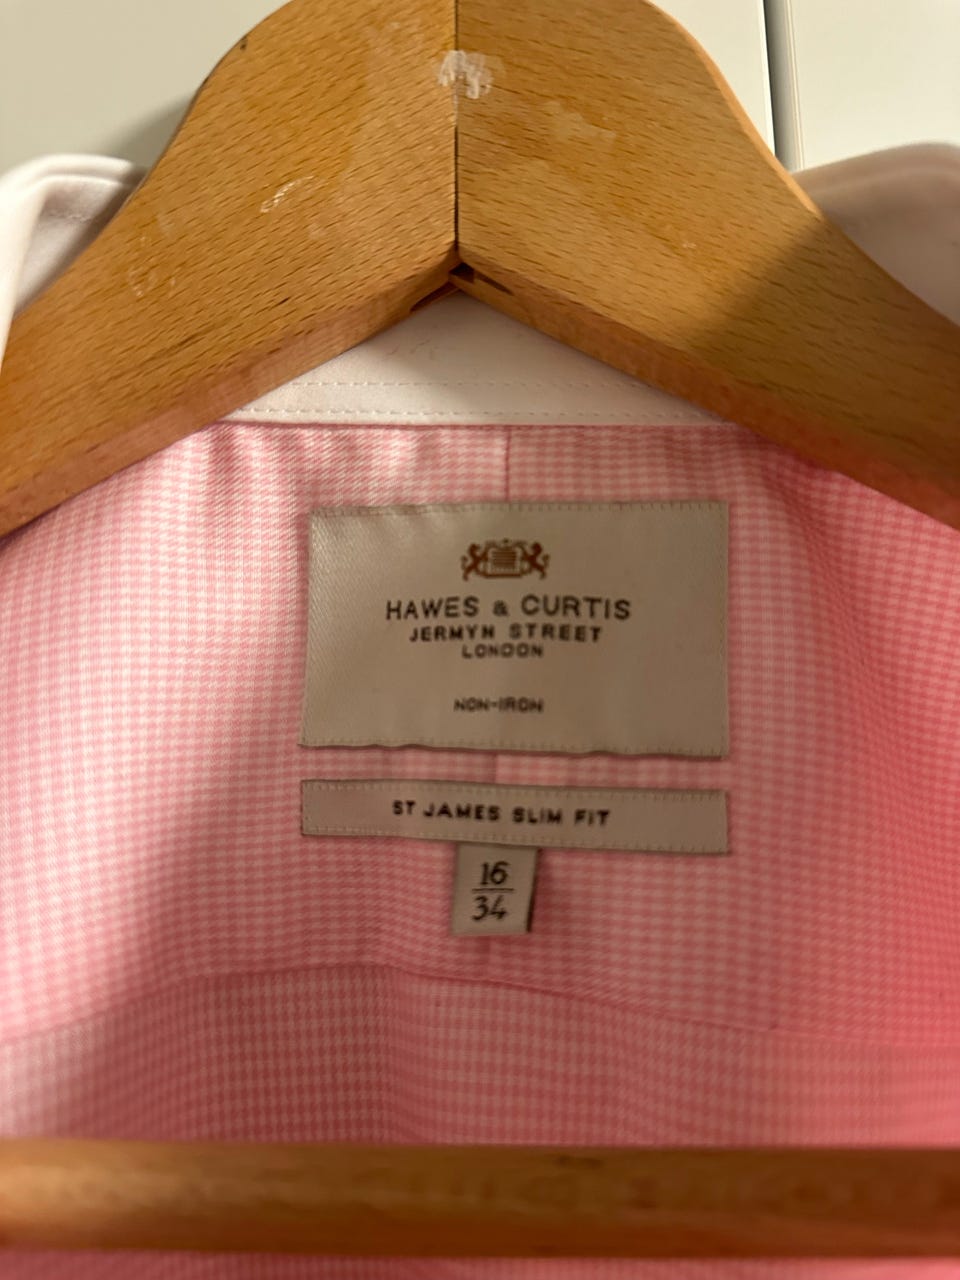 HAWES & CURTIS
JERMYN STREET
LONDON
NON-IRON
ST JAMES SLIM FIT
16
34